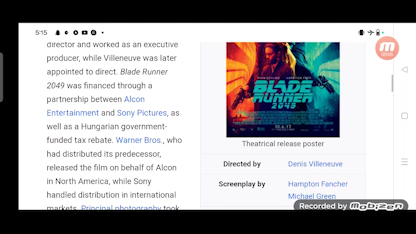 5:15
director and worked as an executive
producer, while Villeneuve was later
appointed to direct. Blade Runner
2049 was financed through a
partnership between Alcon
Entertainment and Sony Pictures, as
well as a Hungarian government-
funded tax rebate. Warner Bros., who
had distributed its predecessor,
released the film on behalf of Alcon
in North America, while Sony
handled distribution in international
markets. Principal photography took
BLADE
RUNNER
2049
Theatrical release poster
Directed by Denis Villeneuve
Screenplay by Hampton Fancher
Michael Green
Recorded by Mobizen